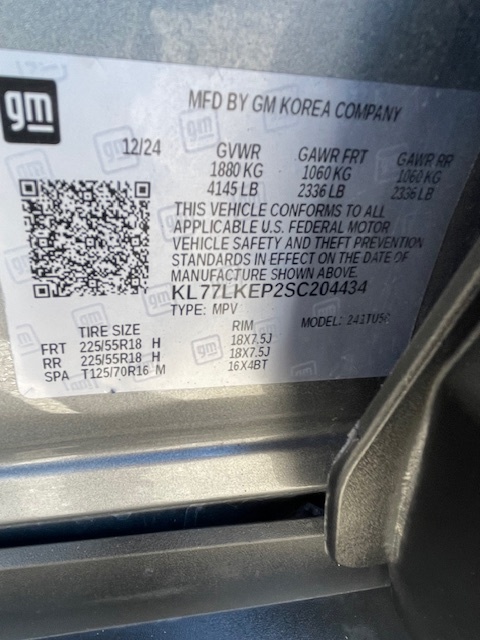 gm
MFD BY GM KOREA COMPANY
12/24 GVWR GAWR FRT GAWR RR
1880 KG 1060 KG 1060 KG
4145 LB 2336 LB 2336 LB
THIS VEHICLE CONFORMS TO ALL
APPLICABLE U.S. FEDERAL MOTOR
VEHICLE SAFETY AND THEFT PREVENTION
STANDARDS IN EFFECT ON THE DATE OF
MANUFACTURE SHOWN ABOVE.
KL77LKEP2SC204434
TYPE: MPV MODEL:
TIRE SIZE RIM
FRT 225/55R18 H 18X7.5J
RR 225/55R18 H 18X7.5J
SPA T125/70R16 M 16X4BT